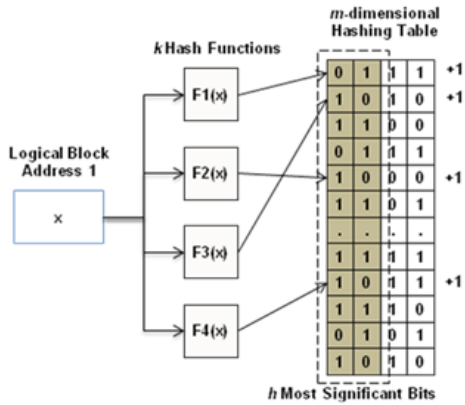 m-dimensional
Hashing Table
k Hash Functions
Logical Block
Address 1
x
F1(x)
F2(x)
F3(x)
F4(x)
0 1 1 1 +1
1 0 1 0 +1
1 1 0 0
0 1 1 1
1 0 0 0 +1
1 1 0 1
. . . .
1 1 1 1
1 0 1 1 +1
1 1 1 0
0 1 0 1
1 0 1 0
h Most Significant Bits